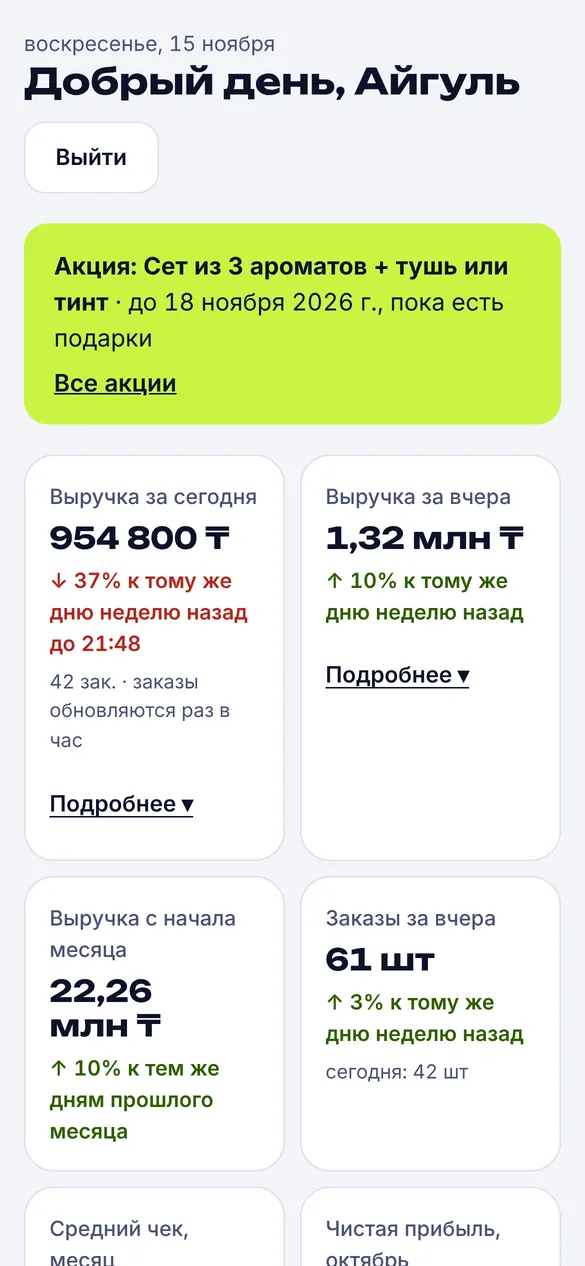 воскресенье, 15 ноября
Добрый день, Айгуль
Выйти
Акция: Сет из 3 ароматов + тушь или
тинт · до 18 ноября 2026 г., пока есть
подарки
Все акции
Выручка за сегодня
954 800 ₸
↓ 37% к тому же
дню неделю назад
до 21:48
42 зак. · заказы
обновляются раз в
час
Подробнее ▾
Выручка за вчера
1,32 млн ₸
↑ 10% к тому же
дню неделю назад
Подробнее ▾
Выручка с начала
месяца
22,26
млн ₸
↑ 10% к тем же
дням прошлого
месяца
Заказы за вчера
61 шт
↑ 3% к тому же
дню неделю назад
сегодня: 42 шт
Средний чек,
месяц
Чистая прибыль,
октябрь